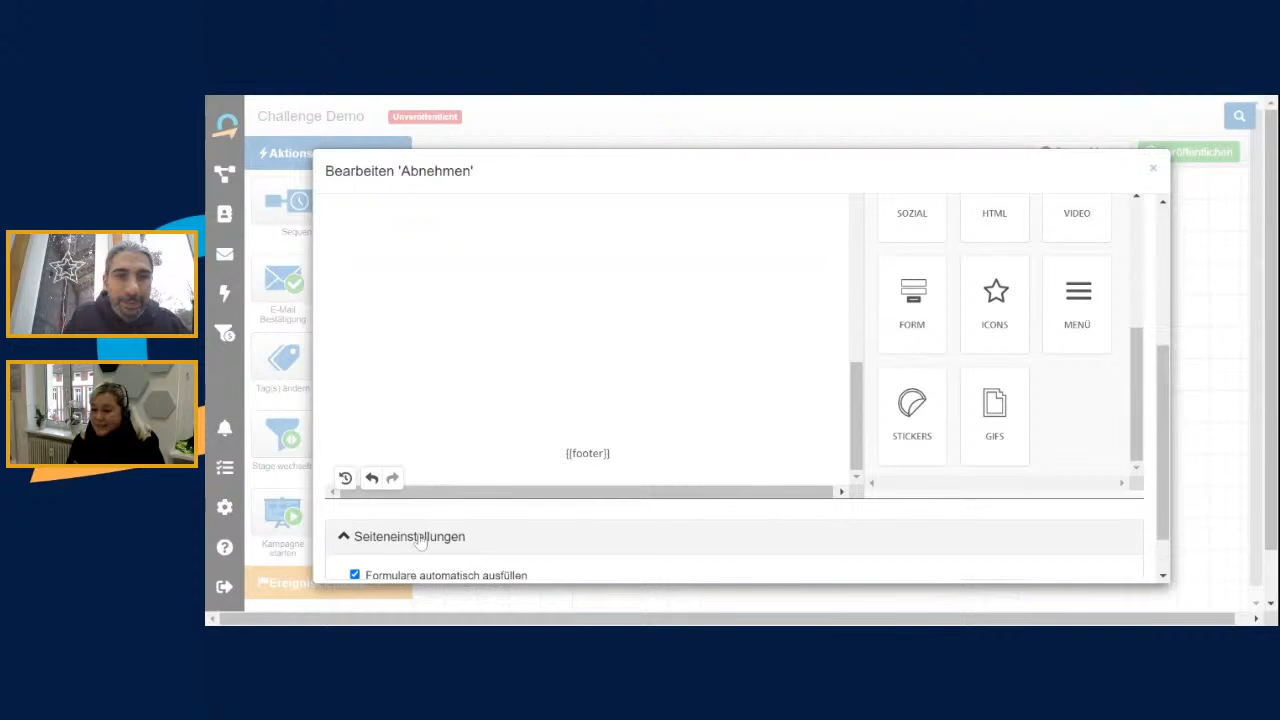 Challenge Demo
Unveröffentlicht
Aktions
Bearbeiten 'Abnehmen'
×
SOZIAL
HTML
VIDEO
Sequen
E-Mail
Bestätigung
FORM
ICONS
MENÜ
Tag(s) ändern
STICKERS
GIFS
Stage wechseln
{{footer}}
Kampagne
starten
Seiteneinstellungen
Formulare automatisch ausfüllen
Ereignis